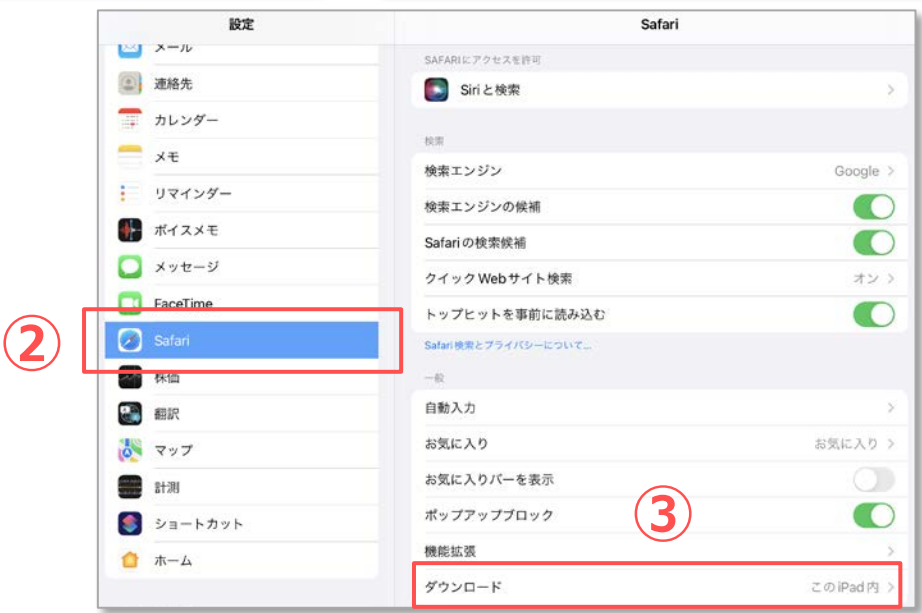 設定
メール
連絡先
カレンダー
メモ
リマインダー
ボイスメモ
メッセージ
FaceTime
②
Safari
株価
翻訳
マップ
計測
ショートカット
ホーム
Safari
SAFARIにアクセスを許可
Siriと検索
検索
検索エンジン Google
検索エンジンの候補
Safariの検索候補
クイックWebサイト検索 オン
トップヒットを事前に読み込む
Safari検索とプライバシーについて...
一般
自動入力
お気に入り お気に入り
お気に入りバーを表示
ポップアップブロック
③
機能拡張
ダウンロード このiPad内